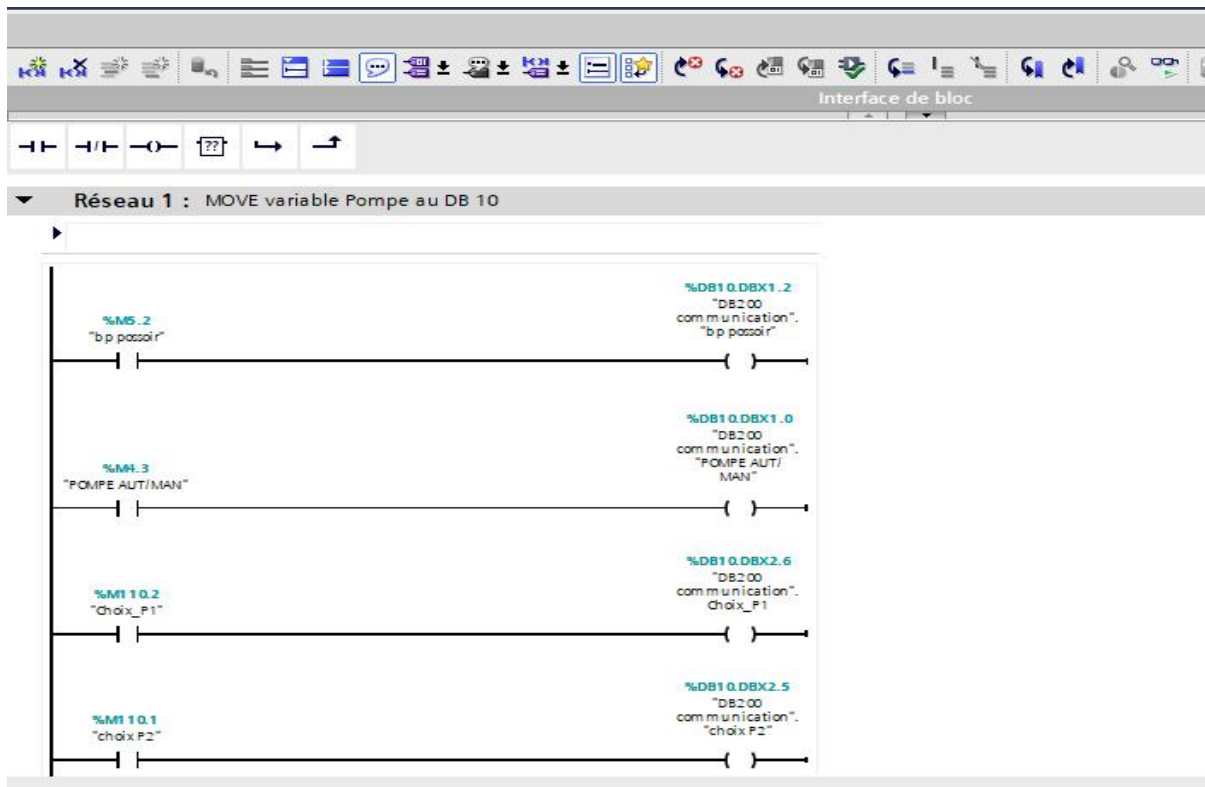 Interface de bloc
??
Réseau 1 : MOVE variable Pompe au DB 10
%DB10.DBX1.2
"DB200
communication".
"bp possoir"
%M5.2
"bp possoir"
%DB10.DBX1.0
"DB200
communication".
"POMPE AUT/
MAN"
%M4.3
"POMPE AUT/MAN"
%DB10.DBX2.6
"DB200
communication".
Choix_P1
%M110.2
"Choix_P1"
%DB10.DBX2.5
"DB200
communication".
"choix P2"
%M110.1
"choix P2"